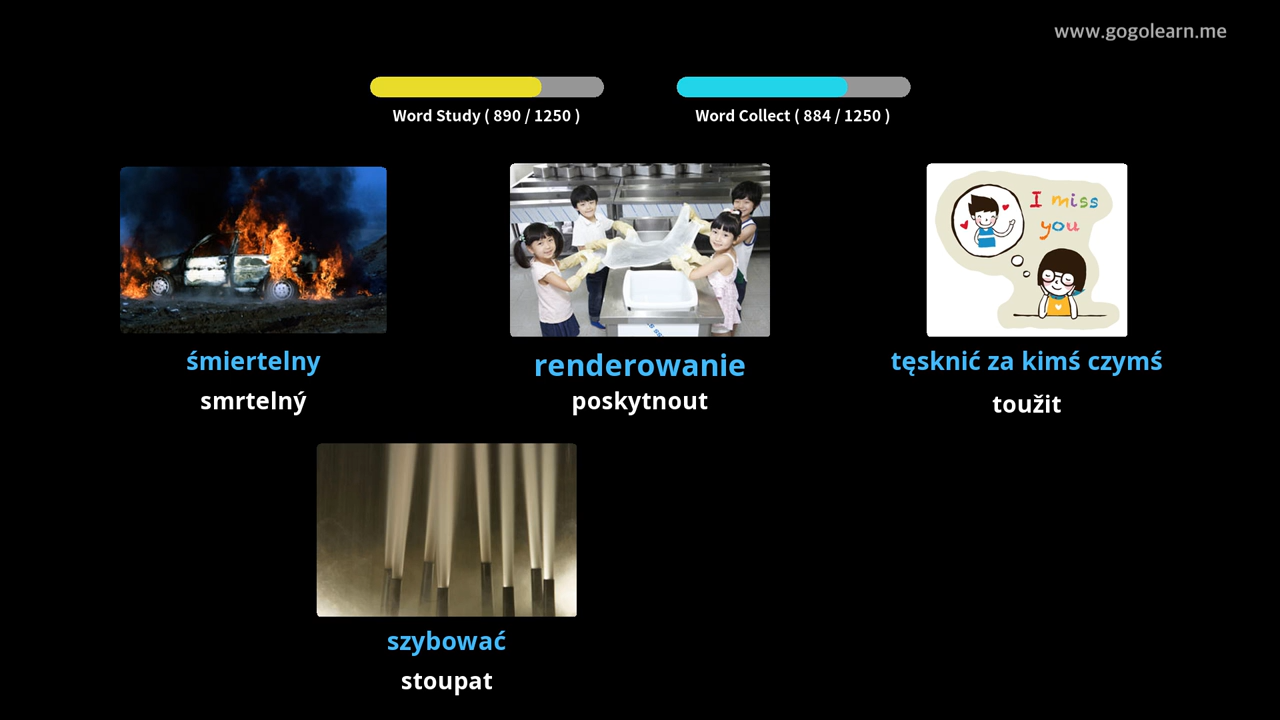 www.gogolearn.me
Word Study ( 890 / 1250 )
Word Collect ( 884 / 1250 )
I miss
you
śmiertelny
smrtelný
renderowanie
poskytnout
tęsknić za kimś czymś
toužit
szybować
stoupat